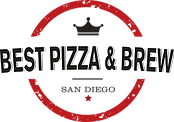 BEST PIZZA & BREW
SAN DIEGO